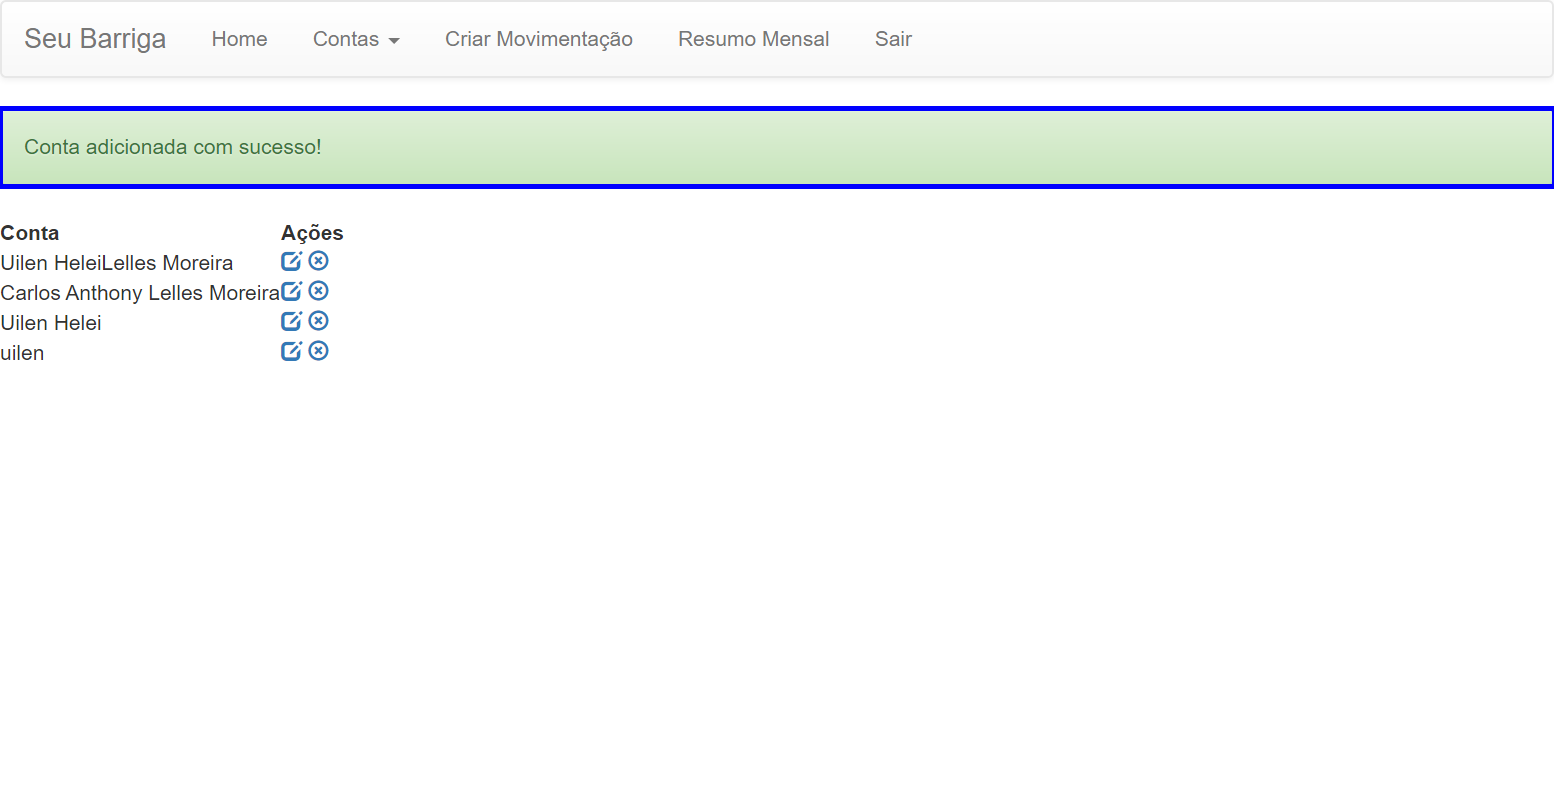 Seu Barriga Home Contas Criar Movimentação Resumo Mensal Sair
Conta adicionada com sucesso!
Conta Ações
Uilen HeleiLelles Moreira
Carlos Anthony Lelles Moreira
Uilen Helei
uilen